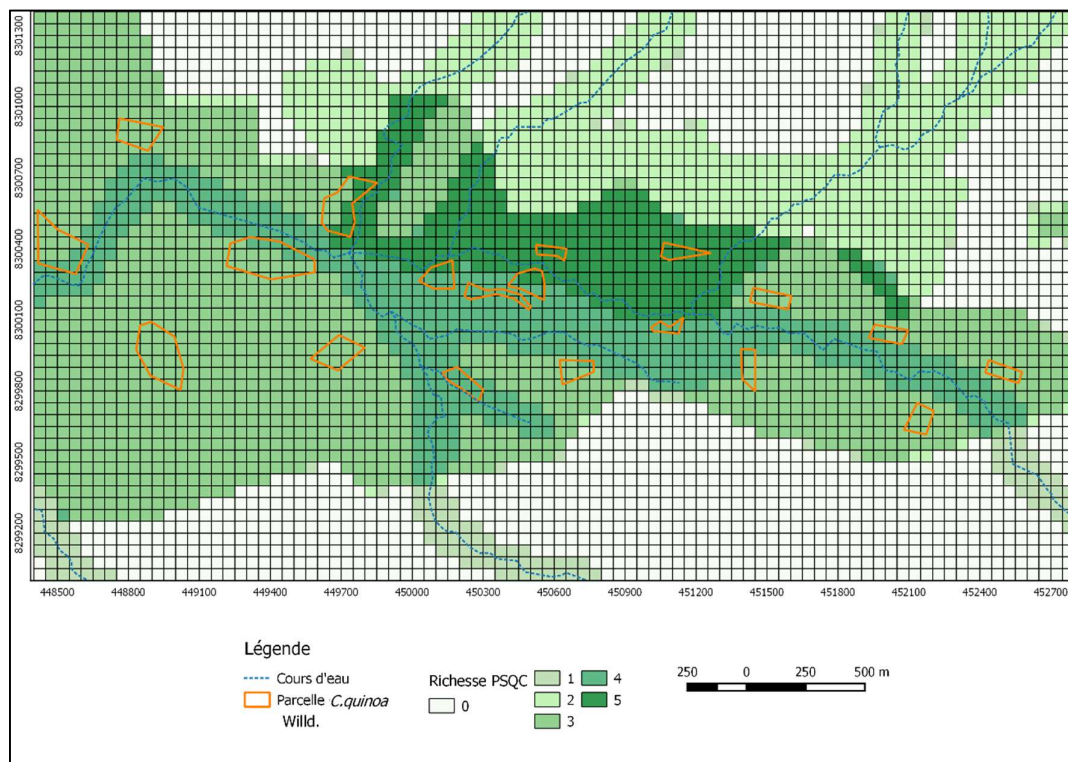 8301300
8301000
8300700
8300400
8300100
8299800
8299500
8299200
448500 448800 449100 449400 449700 450000 450300 450600 450900 451200 451500 451800 452100 452400 452700
Légende
Cours d'eau
Parcelle C.quinoa
Willd.
Richesse PSQC
0
1
2
3
4
5
250 0 250 500 m